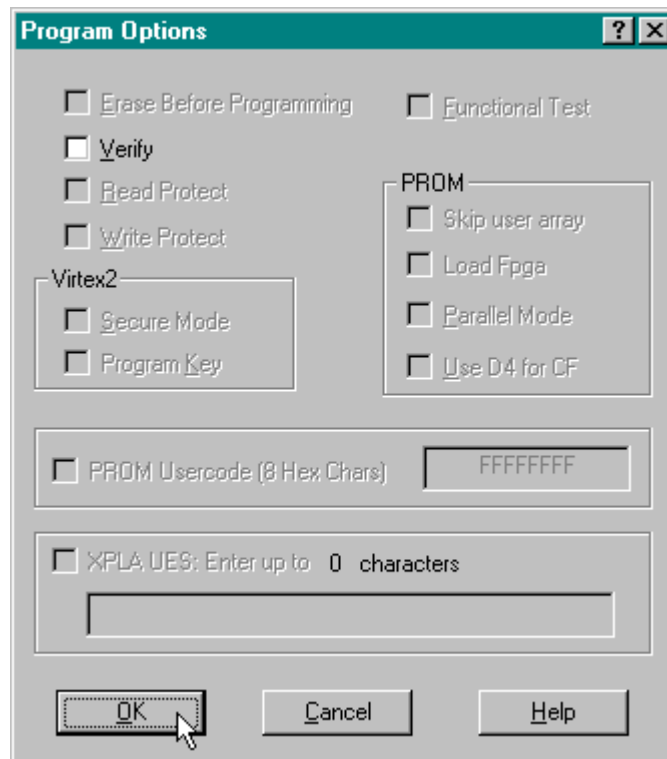 Program Options
Erase Before Programming
Functional Test
Verify
Read Protect
Write Protect
PROM
Skip user array
Load Fpga
Parallel Mode
Use D4 for CF
Virtex2
Secure Mode
Program Key
PROM Usercode (8 Hex Chars) FFFFFFFF
XPLA UES: Enter up to 0 characters
OK Cancel Help